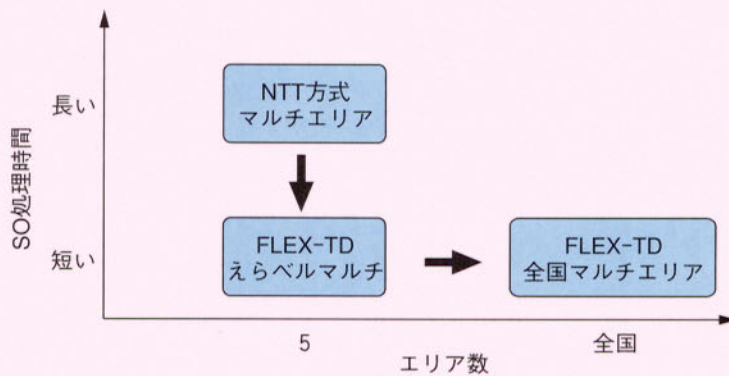 SO処理時間
長い
短い
NTT方式
マルチエリア
FLEX-TD
えらべルマルチ
FLEX-TD
全国マルチエリア
5
全国
エリア数